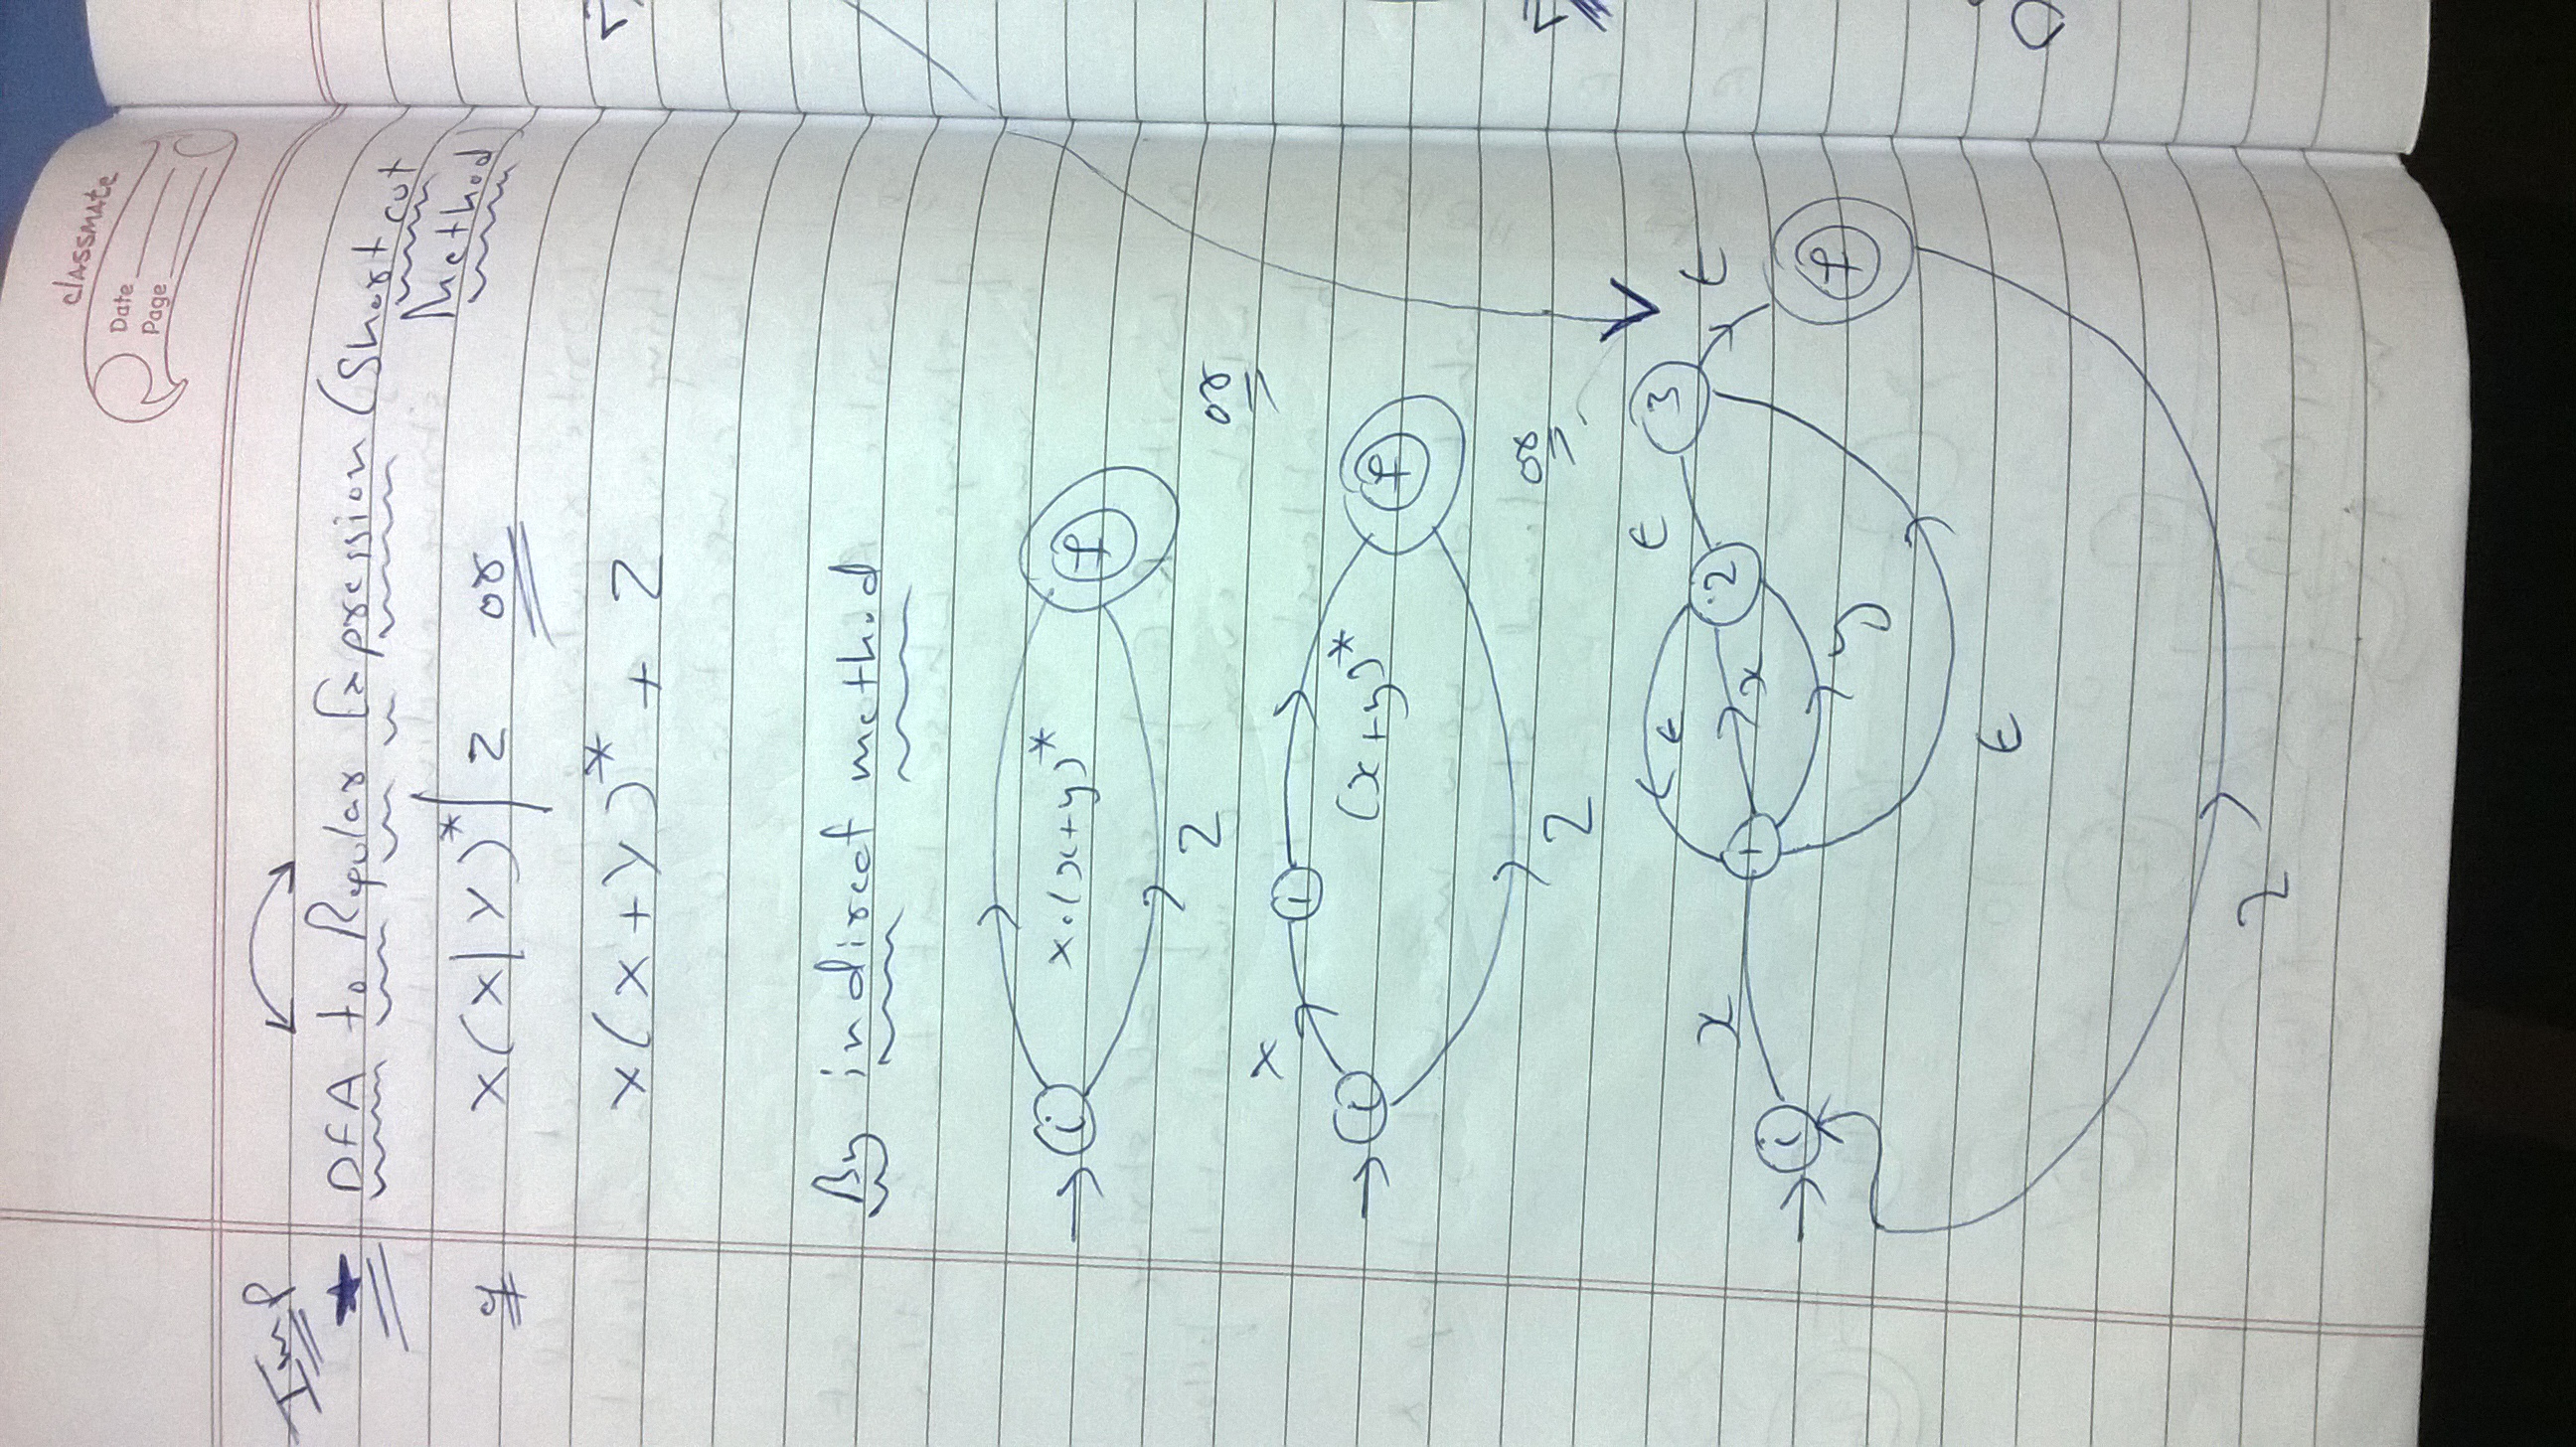 classmate
Date
Page
Imp
★ DFA to Regular Expression (Short cut
Method)
eg x(x|y)*|z or
x(x+y)* + z
By indirect method
i x.(x+y)* f
z
or
x
i 1 (x+y)* f
z
or
ϵ ϵ 3
x 2 ϵ
1 x
i y f
ϵ
z